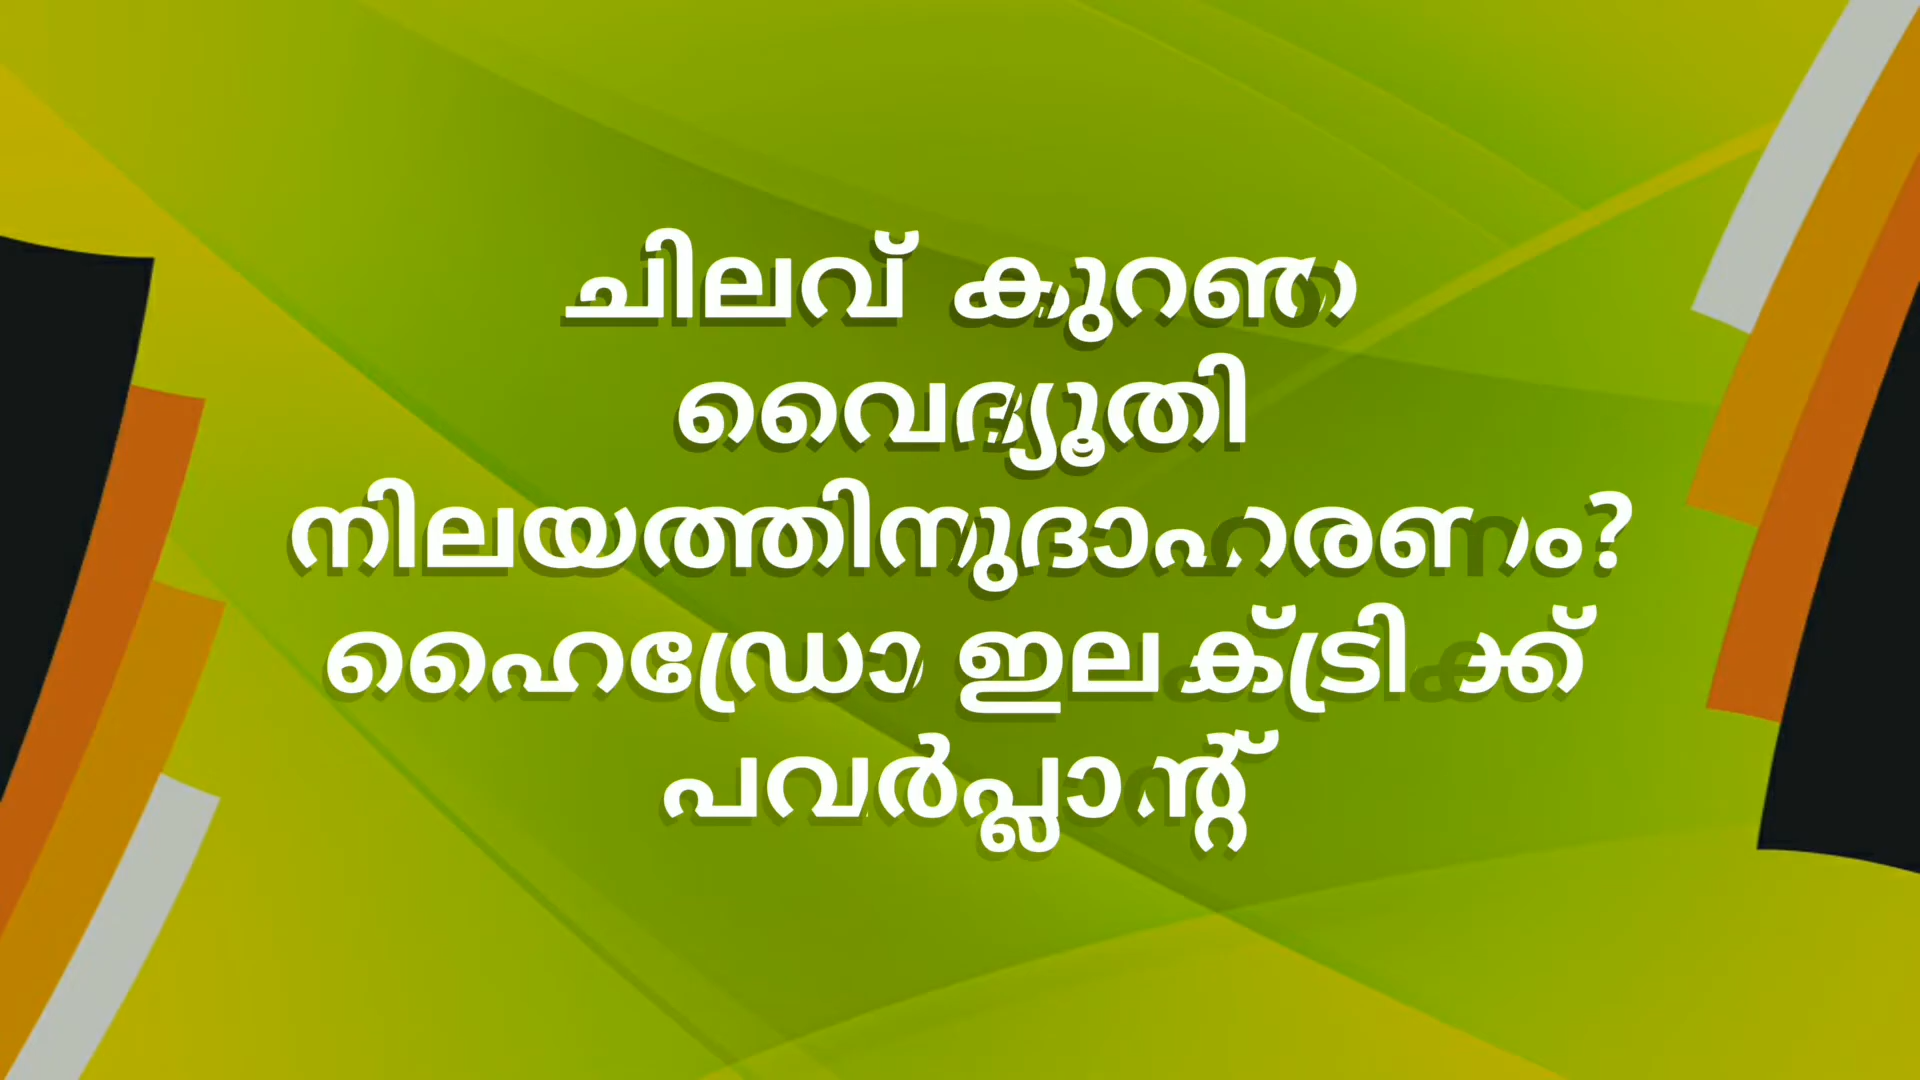 ചിലവ് കുറഞ്ഞ
വൈദ്യൂതി
നിലയത്തിനുദാഹരണം?
ഹൈഡ്രോ ഇലക്ട്രിക്ക്
പവർപ്ലാന്റ്